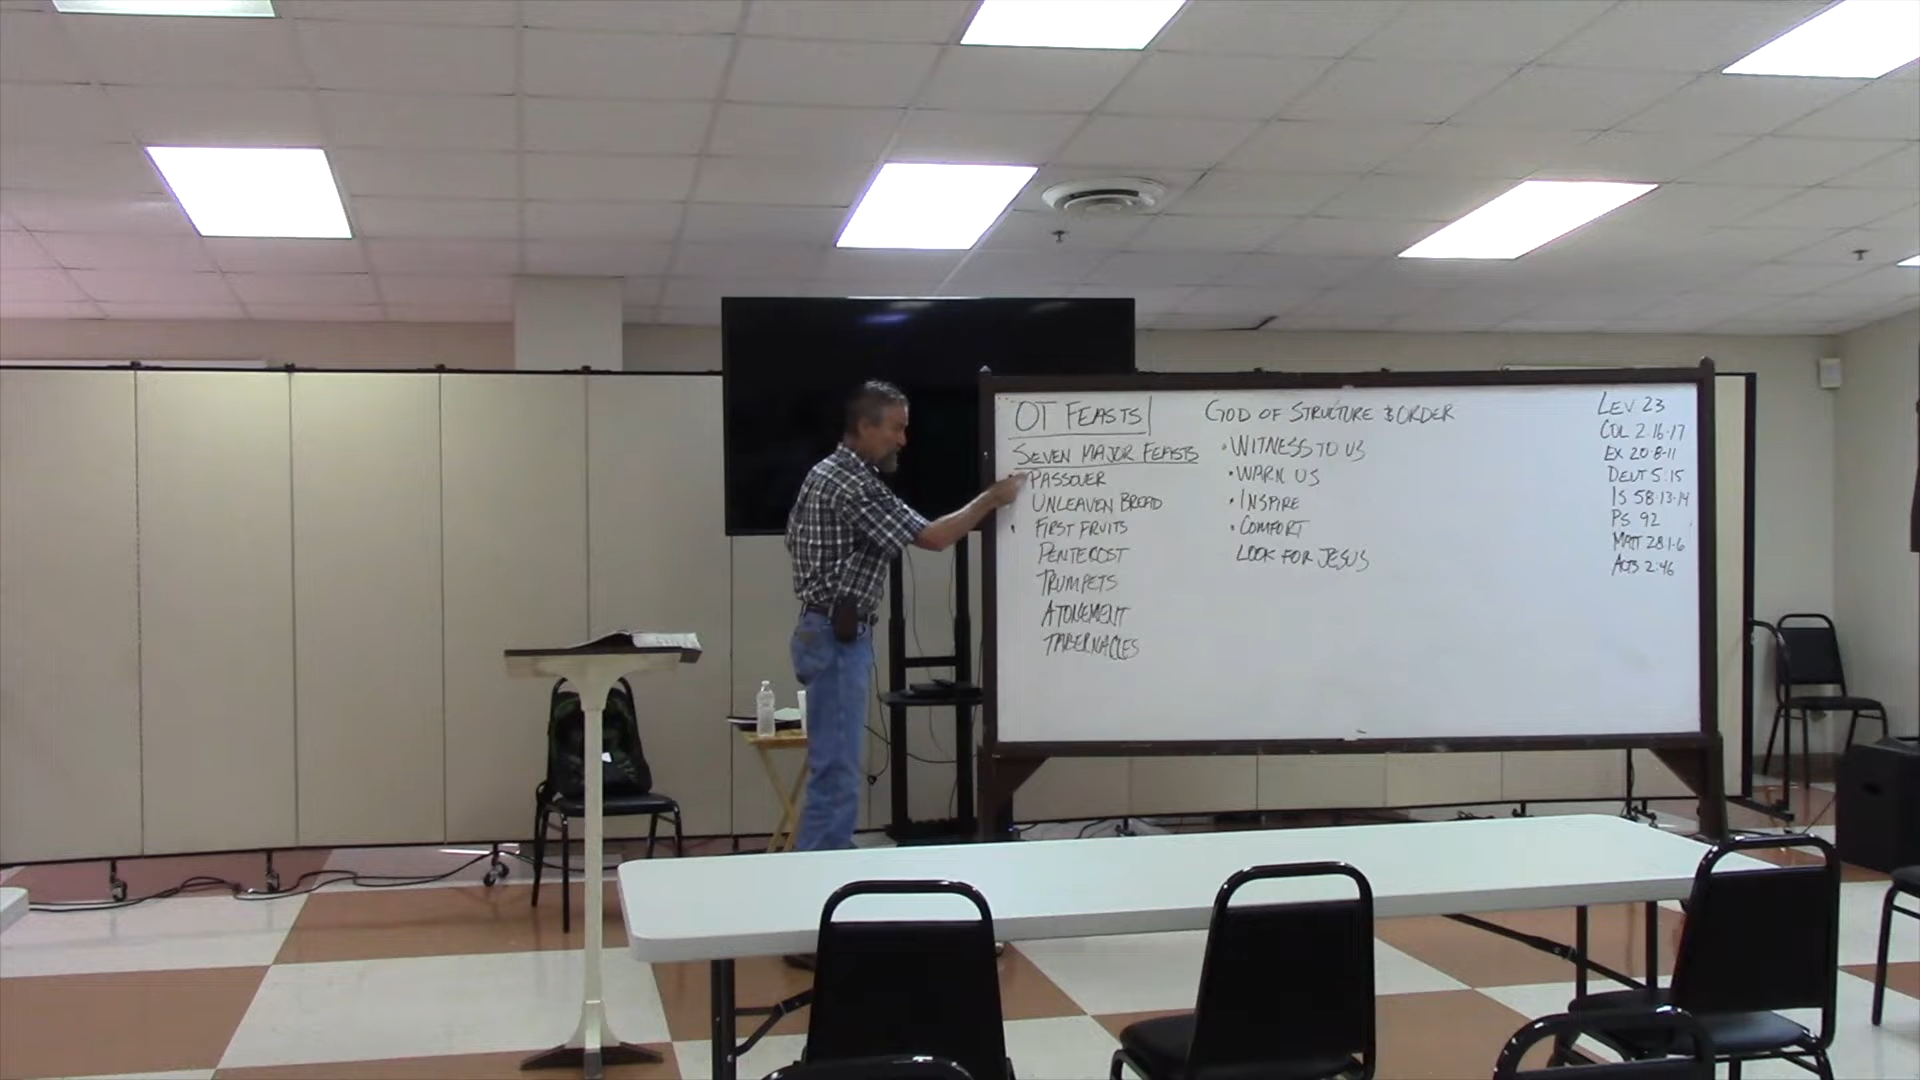 OT FEASTS
SEVEN MAJOR FEASTS
PASSOVER
UNLEAVEN BREAD
• FIRST FRUITS
PENTECOST
TRUMPETS
ATONEMENT
TABERNACLES
GOD OF STRUCTURE & ORDER
• WITNESS TO US
• WARN US
• INSPIRE
• COMFORT
LOOK FOR JESUS
LEV 23
COL 2:16-17
EX 20:8-11
DEUT 5:15
IS 58:13-14
PS 92
MATT 28 1-6
ACTS 2:46